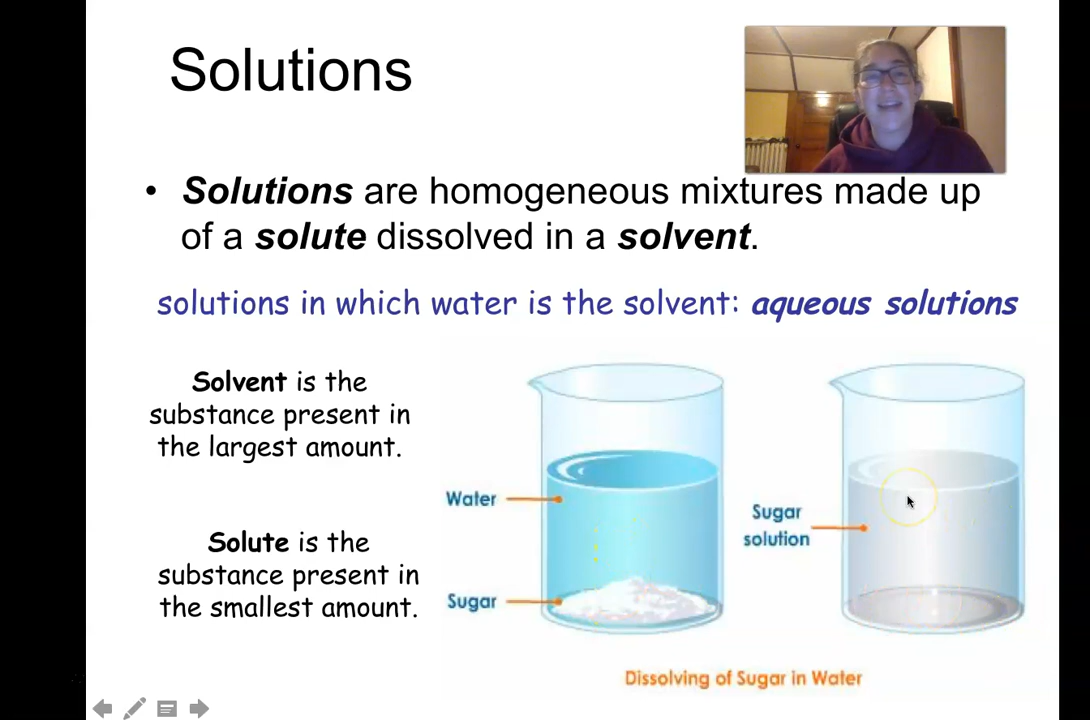 Solutions
• Solutions are homogeneous mixtures made up
of a solute dissolved in a solvent.
solutions in which water is the solvent: aqueous solutions
Solvent is the
substance present in
the largest amount.
Solute is the
substance present in
the smallest amount.
Water
Sugar
Sugar
solution
Dissolving of Sugar in Water